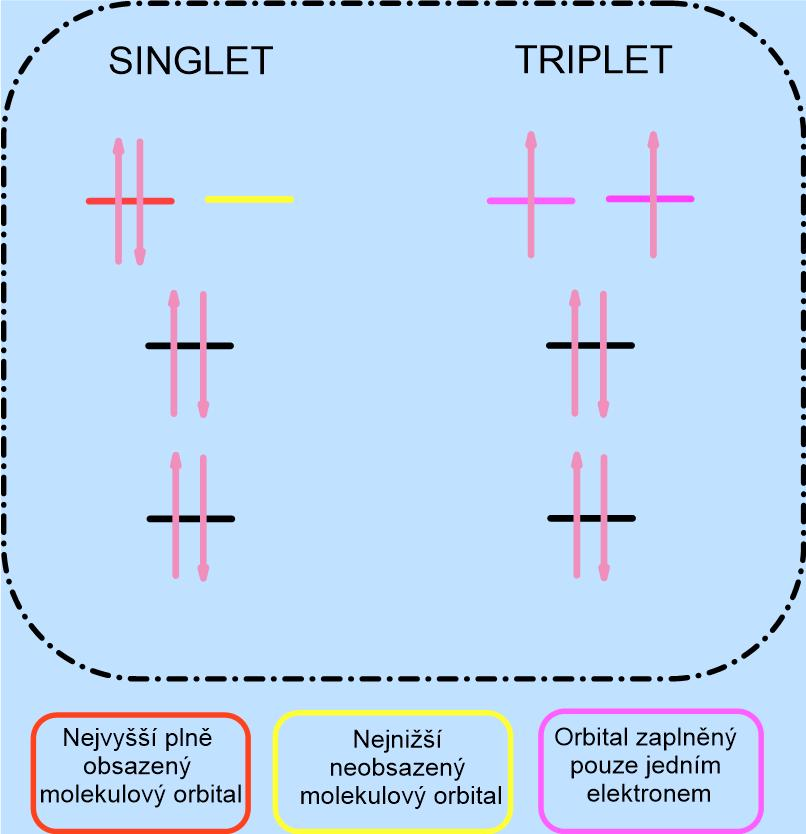 SINGLET
TRIPLET
Nejvyšší plně
obsazený
molekulový orbital
Nejnižší
neobsazený
molekulový orbital
Orbital zaplněný
pouze jedním
elektronem